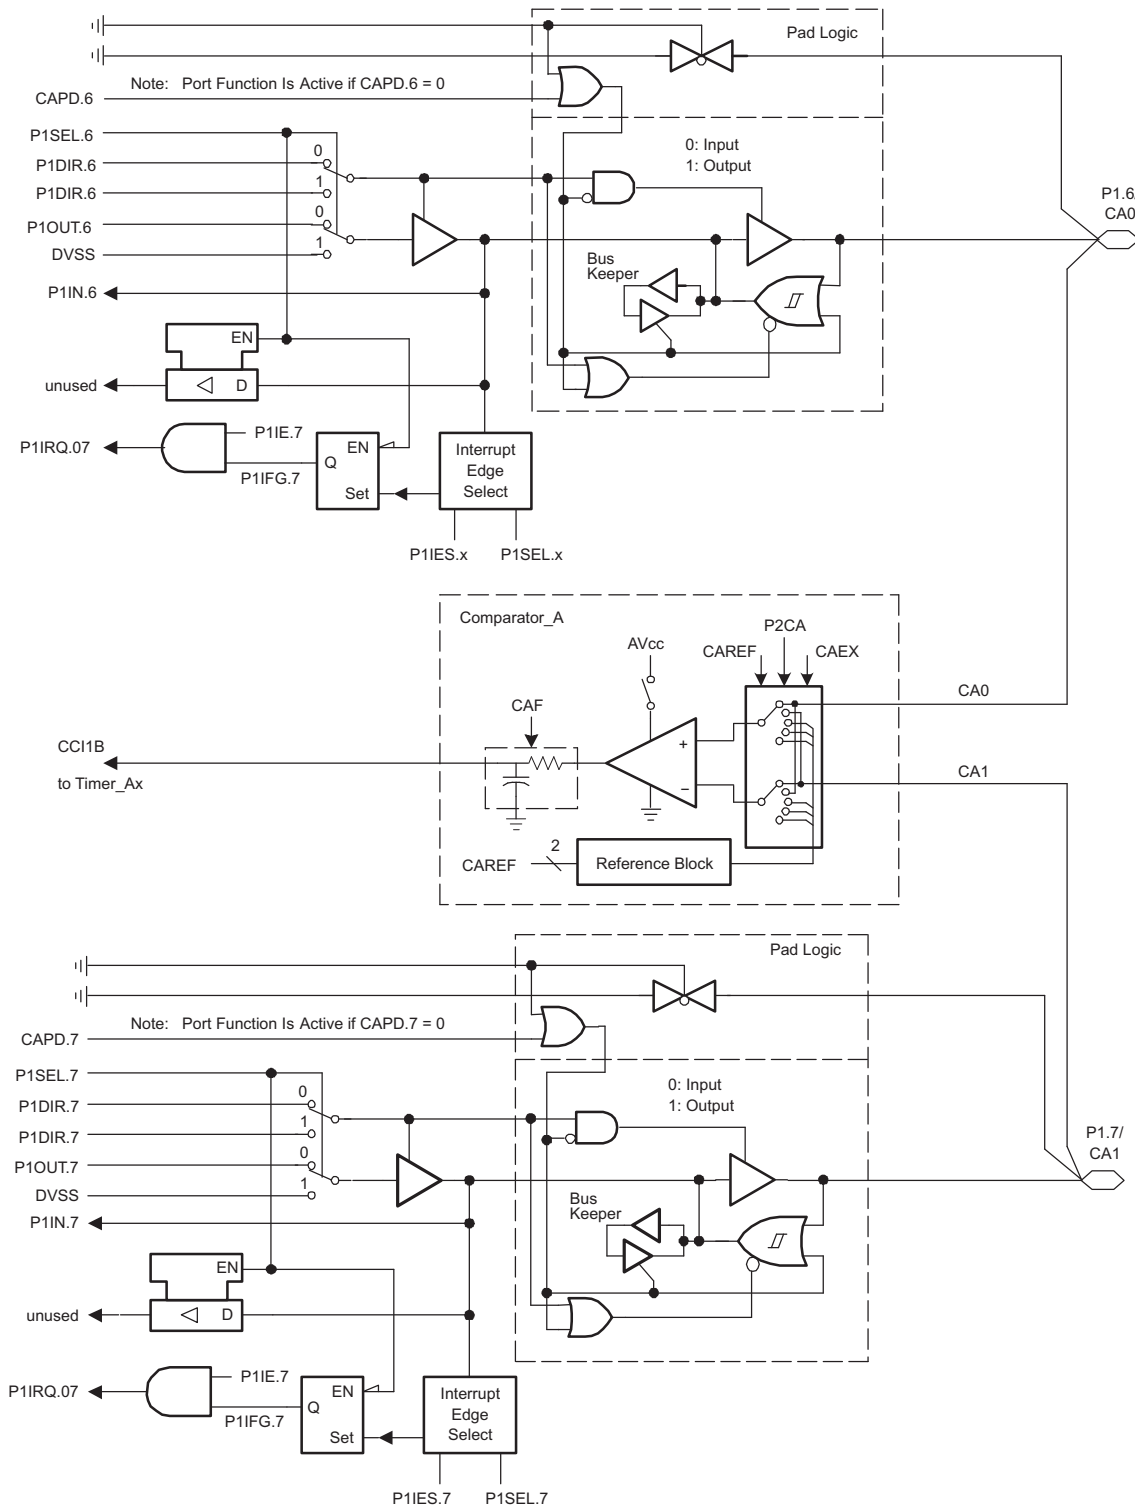 Pad Logic
Note: Port Function Is Active if CAPD.6 = 0
CAPD.6
P1SEL.6
0
P1DIR.6
1
P1DIR.6
0: Input
1: Output
P1.6/
CA0
0
P1OUT.6
1
DVSS
Bus
Keeper
P1IN.6
EN
unused
D
P1IE.7
P1IRQ.07
EN
Q
P1IFG.7
Set
Interrupt
Edge
Select
P1IES.x
P1SEL.x
Comparator_A
P2CA
AVcc
CAREF
CAEX
CA0
CAF
+
CCI1B
CA1
to Timer_Ax
−
2
CAREF
Reference Block
Pad Logic
Note: Port Function Is Active if CAPD.7 = 0
CAPD.7
P1SEL.7
0
P1DIR.7
1
P1DIR.7
0: Input
1: Output
P1.7/
CA1
0
P1OUT.7
1
DVSS
Bus
Keeper
P1IN.7
EN
unused
D
P1IE.7
P1IRQ.07
EN
Q
P1IFG.7
Set
Interrupt
Edge
Select
P1IES.7
P1SEL.7